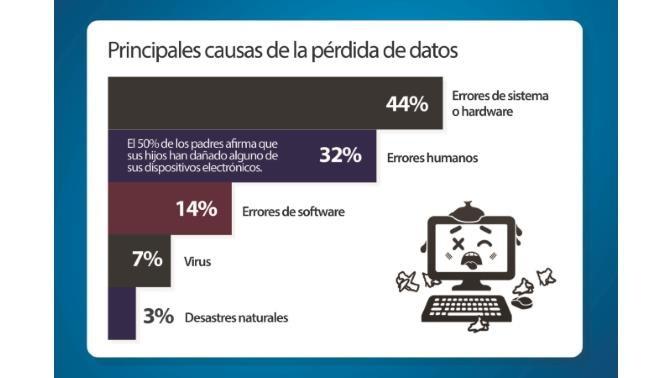 Principales causas de la pérdida de datos
44%
Errores de sistema
o hardware
El 50% de los padres afirma que
sus hijos han dañado alguno de
sus dispositivos electrónicos.
32%
Errores humanos
14%
Errores de software
7%
Virus
3%
Desastres naturales